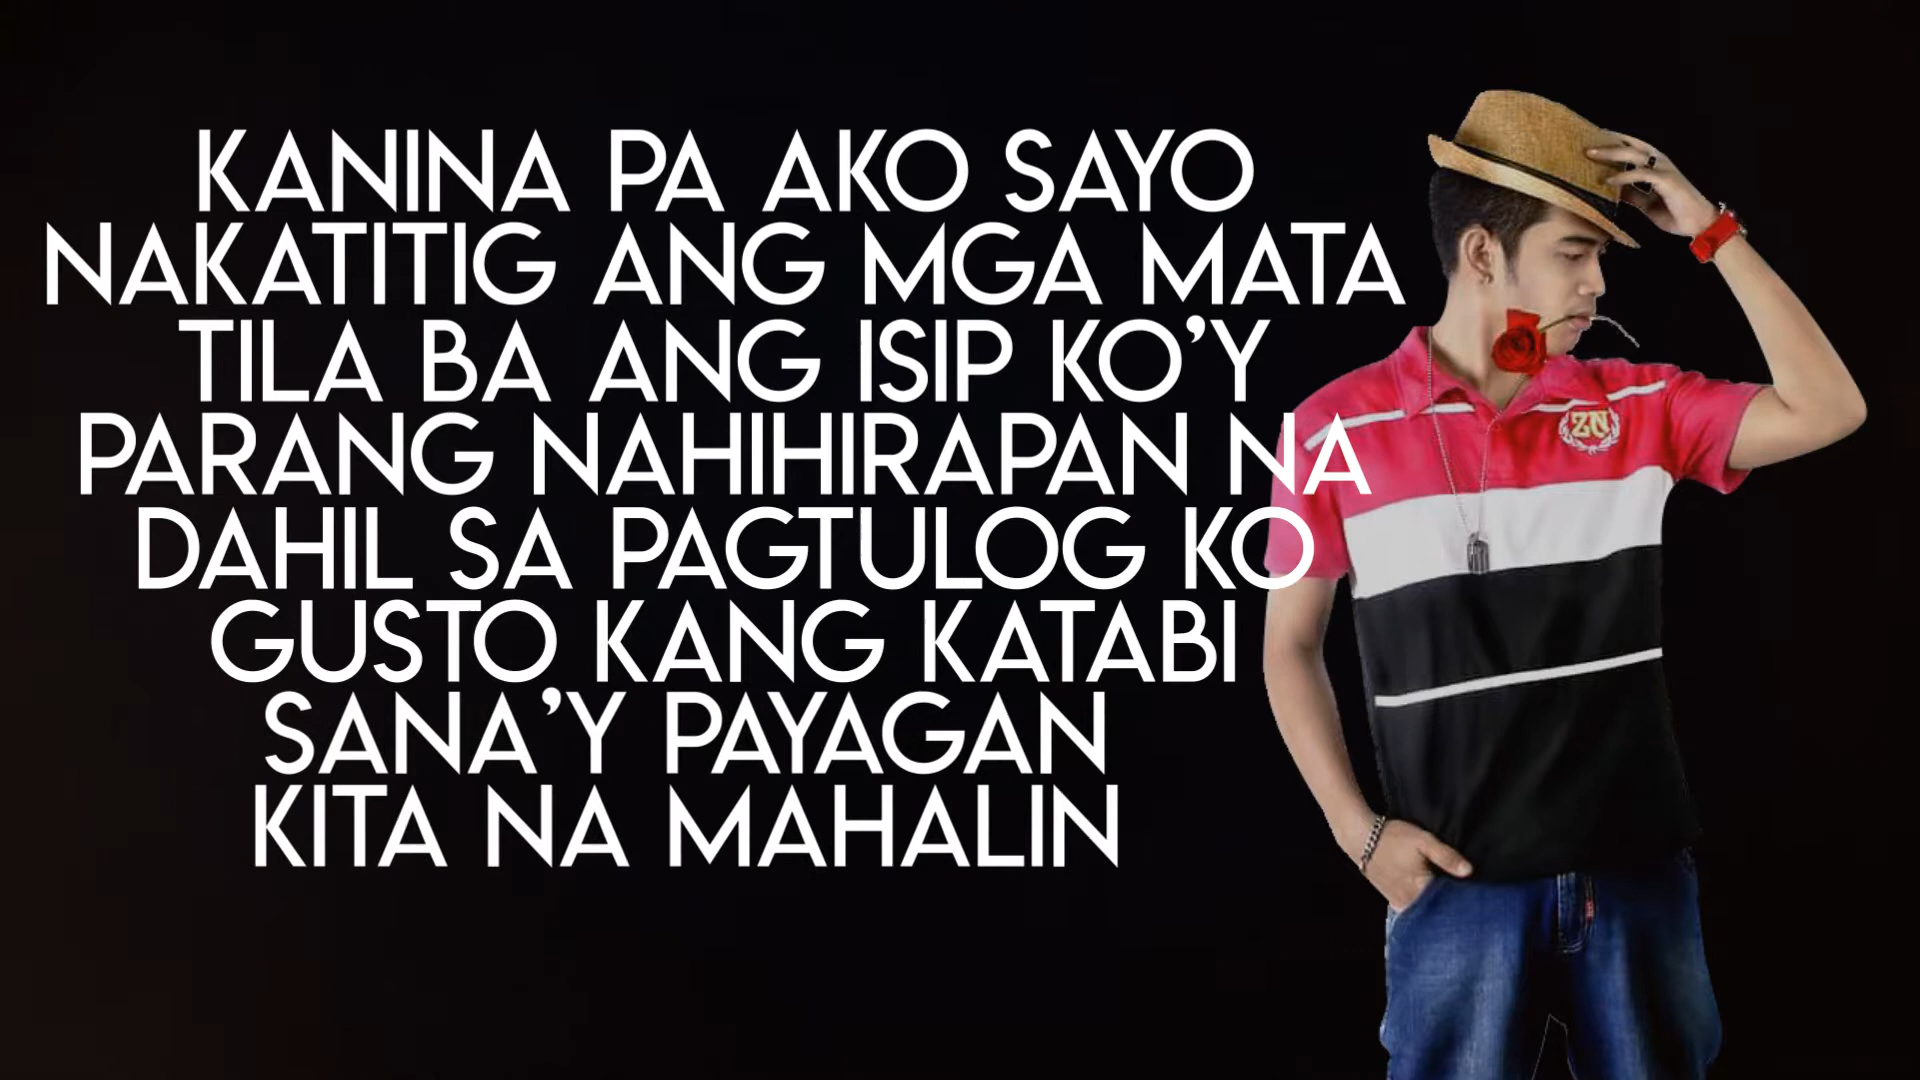 KANINA PA AKO SAYO
NAKATITIG ANG MGA MATA
TILA BA ANG ISIP KO'Y
PARANG NAHIHIRAPAN NA
DAHIL SA PAGTULOG KO
GUSTO KANG KATABI
SANA'Y PAYAGAN
KITA NA MAHALIN
ZN